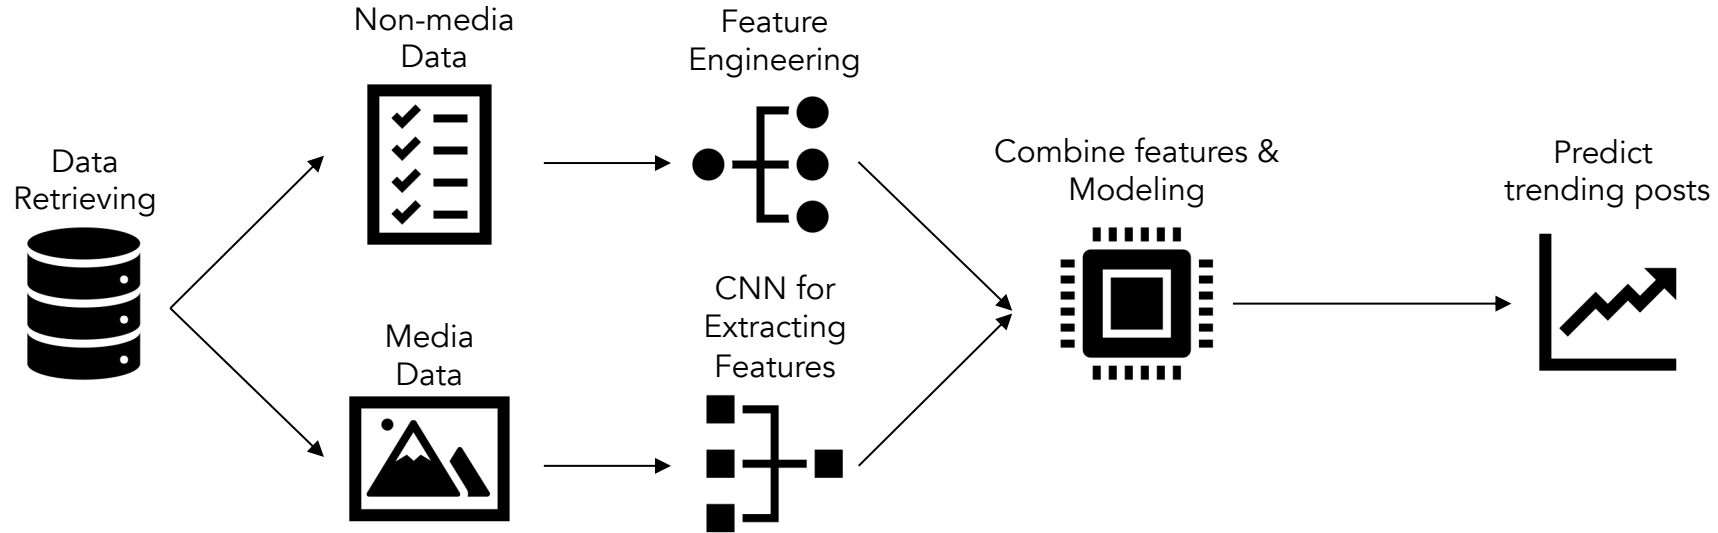 Data
Retrieving
Non-media
Data
Media
Data
Feature
Engineering
CNN for
Extracting
Features
Combine features &
Modeling
Predict
trending posts